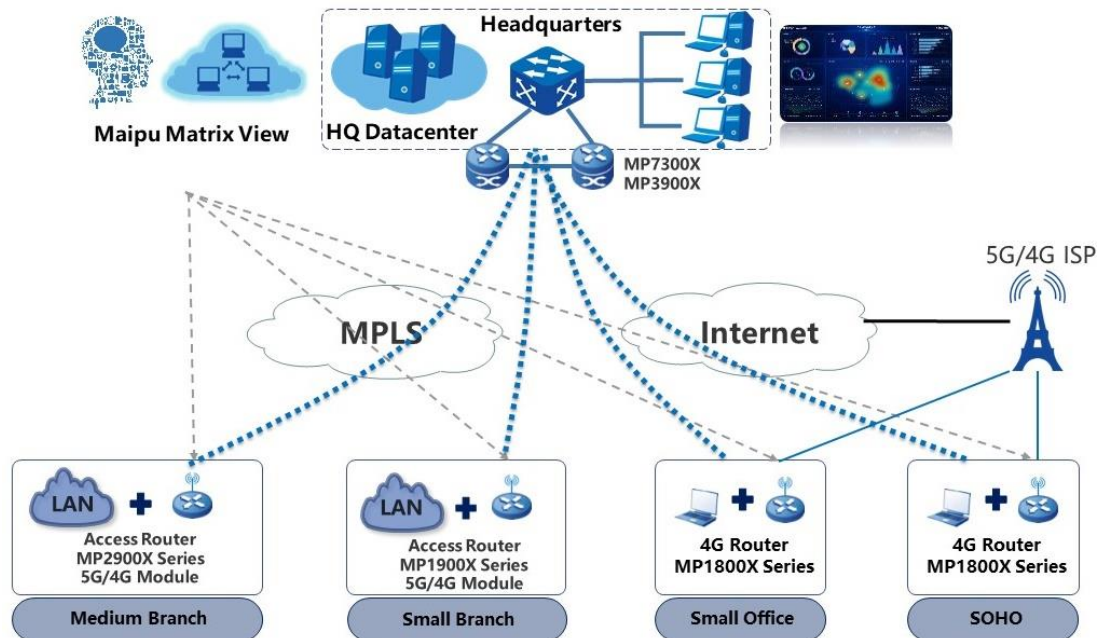 Headquarters
Maipu Matrix View
HQ Datacenter
MP7300X
MP3900X
5G/4G ISP
MPLS
Internet
LAN
Access Router
MP2900X Series
5G/4G Module
Medium Branch
LAN
Access Router
MP1900X Series
5G/4G Module
Small Branch
4G Router
MP1800X Series
Small Office
4G Router
MP1800X Series
SOHO